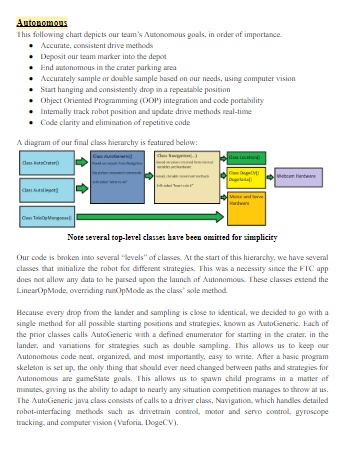 Autonomous
This following chart depicts our team's Autonomous goals, in order of importance.
• Accurate, consistent drive methods
• Deposit our team marker into the depot
• End autonomous in the crater parking area
• Accurately sample or double sample based on our needs, using computer vision
• Start hanging and consistently drop in a repeatable position
• Object Oriented Programming (OOP) integration and code portability
• Internally track robot position and update drive methods real-time
• Code clarity and elimination of repetitive code
A diagram of our final class hierarchy is featured below:
Class AutoCrater{}
Class AutoDepot{}
Class TeleOpMongoose{}
Class AutoGeneric{}
Class Navigation{...}
Class Location{}
Class DogeCV{}
DogeForia{}
Motor and Servo
Hardware
Webcam Hardware
Note several top-level classes have been omitted for simplicity
Our code is broken into several “levels” of classes. At the start of this hierarchy, we have several
classes that initialize the robot for different strategies. This was a necessity since the FTC app
does not allow any data to be parsed upon the launch of Autonomous. These classes extend the
LinearOpMode, overriding runOpMode as the class’ sole method.
Because every drop from the lander and sampling is close to identical, we decided to go with a
single method for all possible starting positions and strategies, known as AutoGeneric. Each of
the prior classes calls AutoGeneric with a defined enumerator for starting in the crater, in the
lander, and variations for strategies such as double sampling. This allows us to keep our
Autonomous code neat, organized, and most importantly, easy to write. After a basic program
skeleton is set up, the only thing that should ever need changed between paths and strategies for
Autonomous are gameState goals. This allows us to spawn child programs in a matter of
minutes, giving us the ability to adapt to nearly any situation competition manages to throw at us.
The AutoGeneric java class consists of calls to a driver class, Navigation, which handles detailed
robot-interfacing methods such as drivetrain control, motor and servo control, gyroscope
tracking, and computer vision (Vuforia, DogeCV).